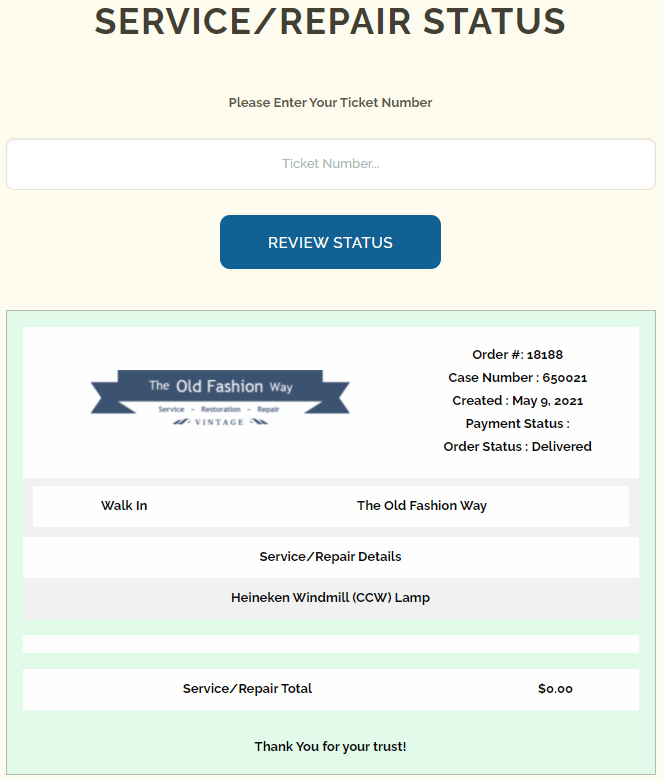 SERVICE/REPAIR STATUS
Please Enter Your Ticket Number
Ticket Number...
REVIEW STATUS
The Old Fashion Way
Service - Restoration - Repair
VINTAGE
Order #: 18188
Case Number : 650021
Created : May 9, 2021
Payment Status :
Order Status : Delivered
Walk In
The Old Fashion Way
Service/Repair Details
Heineken Windmill (CCW) Lamp
Service/Repair Total
$0.00
Thank You for your trust!